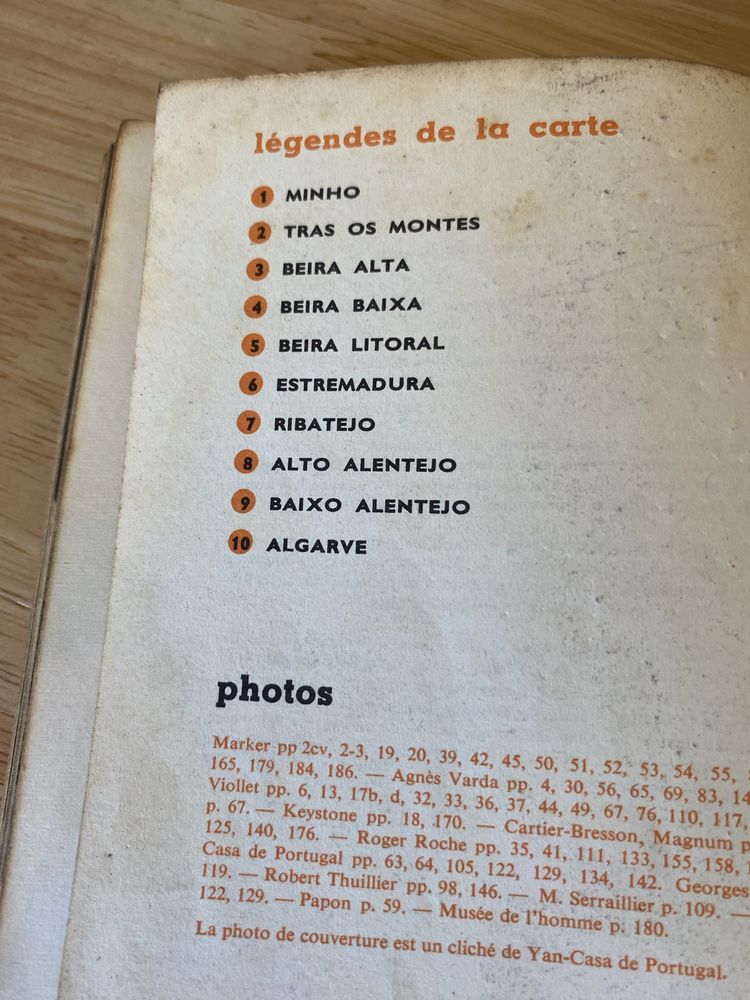 légendes de la carte
1 MINHO
2 TRAS OS MONTES
3 BEIRA ALTA
4 BEIRA BAIXA
5 BEIRA LITORAL
6 ESTREMADURA
7 RIBATEJO
8 ALTO ALENTEJO
9 BAIXO ALENTEJO
10 ALGARVE
photos
Marker pp 2cv, 2-3, 19, 20, 39, 42, 45, 50, 51, 52, 53, 54, 55,
165, 179, 184, 186. — Agnès Varda pp. 4, 30, 56, 65, 69, 83,
Viollet pp. 6, 13, 17b, d, 32, 33, 36, 37, 44, 49, 67, 76, 110, 117,
p. 67. — Keystone pp. 18, 170. — Cartier-Bresson, Magnum
125, 140, 176. — Roger Roche pp. 35, 41, 111, 133, 155, 158,
Casa de Portugal pp. 63, 64, 105, 122, 129, 134, 142. Georges
119. — Robert Thuillier pp. 98, 146. — M. Serraillier p. 109. —
122, 129. — Papon p. 59. — Musée de l'homme p. 180.
La photo de couverture est un cliché de Yan-Casa de Portugal.